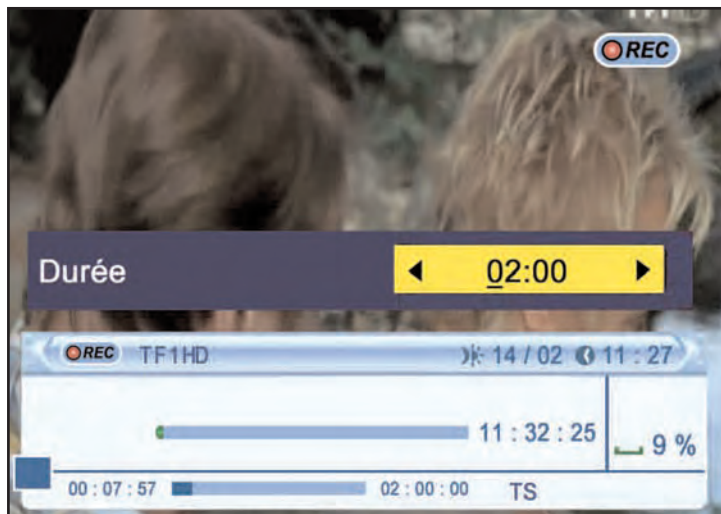 REC
Durée
02:00
REC TF1HD 14 / 02 11 : 27
11 : 32 : 25
9 %
00 : 07 : 57 02 : 00 : 00 TS